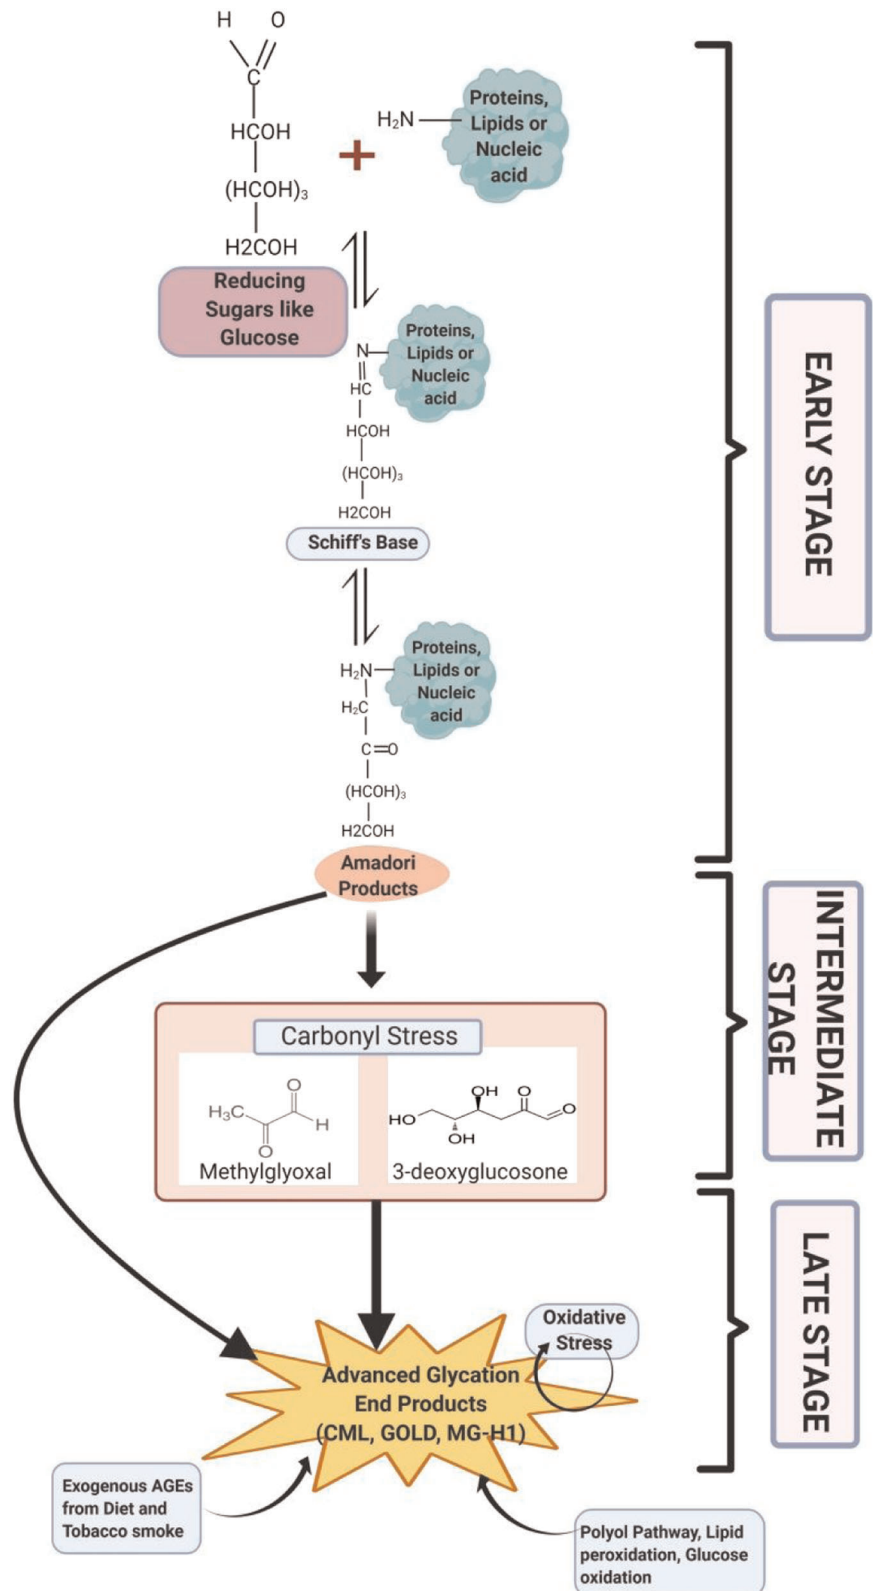 H O
C
HCOH
(HCOH)₃
H2COH
Reducing
Sugars like
Glucose
+
H₂N
Proteins,
Lipids or
Nucleic
acid
N
HC
HCOH
(HCOH)₃
H2COH
Proteins,
Lipids or
Nucleic
acid
Schiff's Base
H₂N
H₂C
C=O
(HCOH)₃
H2COH
Proteins,
Lipids or
Nucleic
acid
Amadori
Products
EARLY STAGE
Carbonyl Stress
H₃C
O
O
H
Methylglyoxal
HO
OH
OH
O
O
3-deoxyglucosone
INTERMEDIATE
STAGE
Oxidative
Stress
Advanced Glycation
End Products
(CML, GOLD, MG-H1)
Exogenous AGEs
from Diet and
Tobacco smoke
Polyol Pathway, Lipid
peroxidation, Glucose
oxidation
LATE STAGE